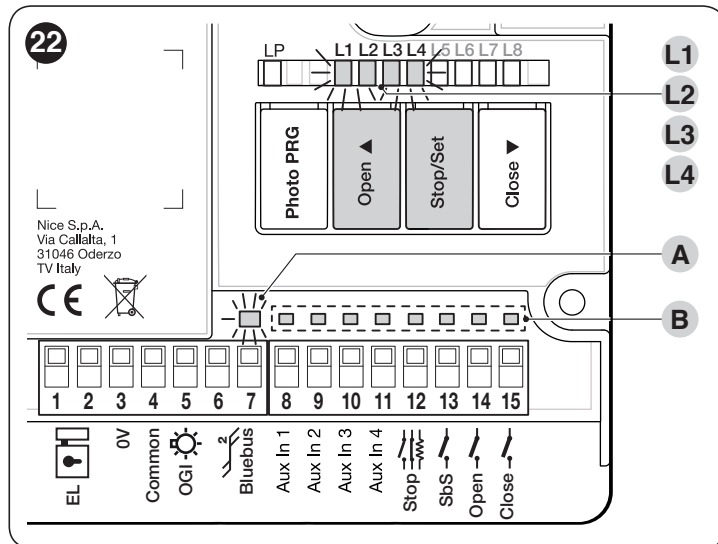 22
LP L1 L2 L3 L4 L5 L6 L7 L8
L1
L2
L3
L4
Photo PRG
Open ▲
Stop/Set
Close ▼
Nice S.p.A.
Via Callalta, 1
31046 Oderzo
TV Italy
CE
A
B
1 2 3 4 5 6 7 8 9 10 11 12 13 14 15
EL
0V
Common
OGI
2
Bluebus
Aux In 1
Aux In 2
Aux In 3
Aux In 4
Stop
SbS
Open
Close